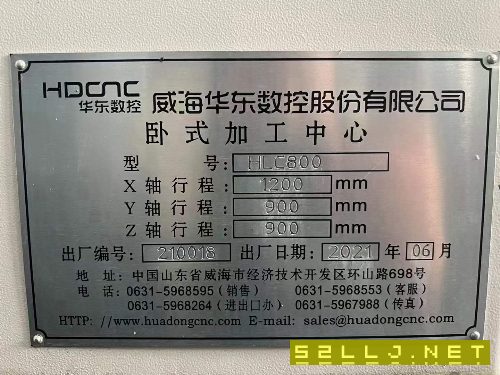 HDCNC
华东数控 威海华东数控股份有限公司
卧式加工中心
型 号: HLC800
X轴行程: 1200 mm
Y轴行程: 900 mm
Z轴行程: 900 mm
出厂编号: 210018 出厂日期: 2021 年 06 月
地 址: 中国山东省威海市经济技术开发区环山路698号
电 话: 0631-5968595 (销售) 0631-5968553 (客服)
0631-5968264 (进出口办) 0631-5967988 (传真)
HTTP: //www.huadongcnc.com E-mail: sales@huadongcnc.com
52LLJ.NET